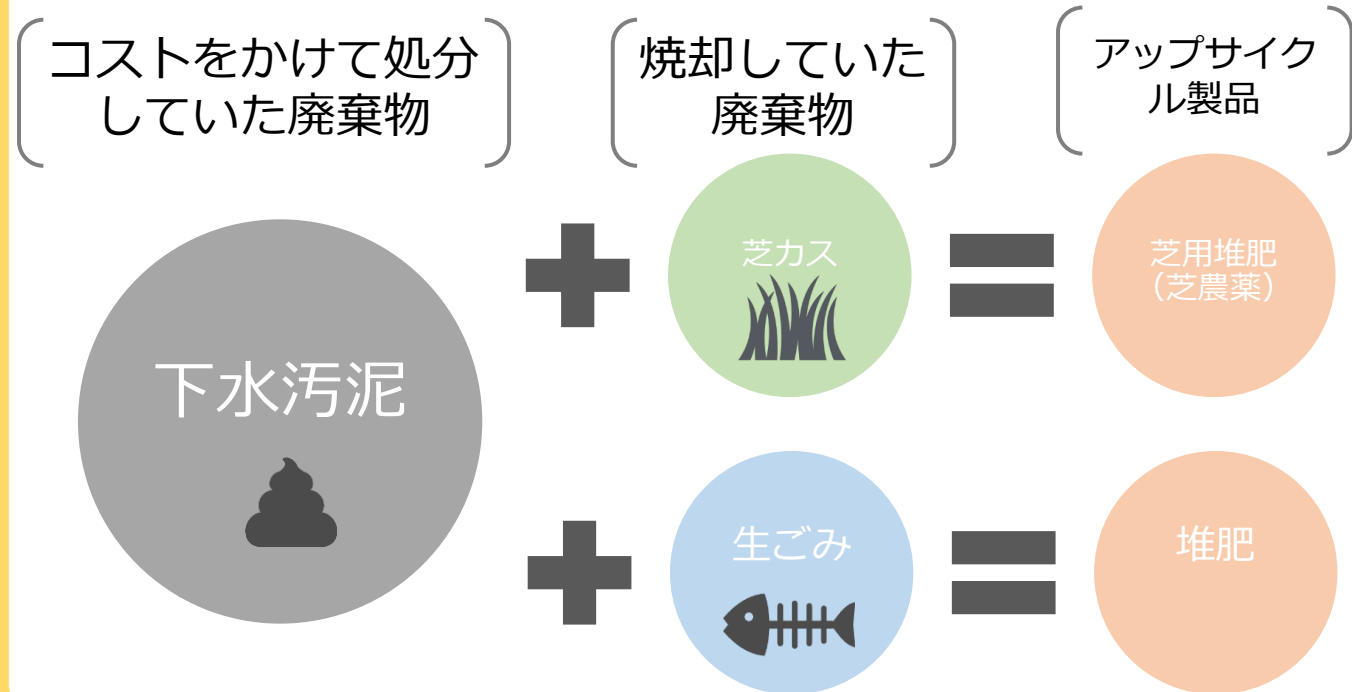 コストをかけて処分
していた廃棄物
焼却していた
廃棄物
アップサイク
ル製品
下水汚泥
芝カス
芝用堆肥
（芝農薬）
生ごみ
堆肥